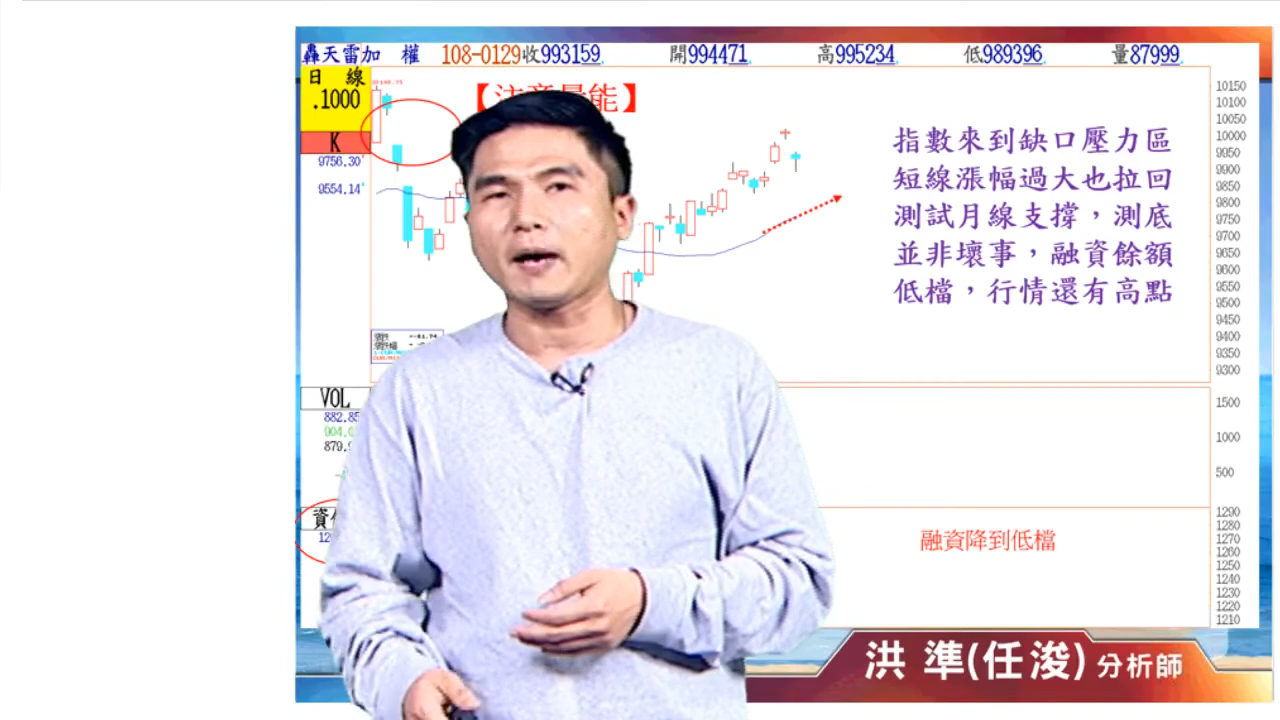 轟天雷加 權 108-0129收993159 開994471 高995234 低989396 量87999
日 線
.1000
K
9756.30
9554.14
【注意量能】
指數來到缺口壓力區
短線漲幅過大也拉回
測試月線支撐，測底
並非壞事，融資餘額
低檔，行情還有高點
10150
10100
10050
10000
9950
9900
9850
9800
9750
9700
9650
9600
9550
9500
9450
9400
9350
9300
VOL
882.85
1500
1000
500
資
融資降到低檔
1290
1280
1270
1260
1250
1240
1230
1220
1210
洪 準(任浚)分析師